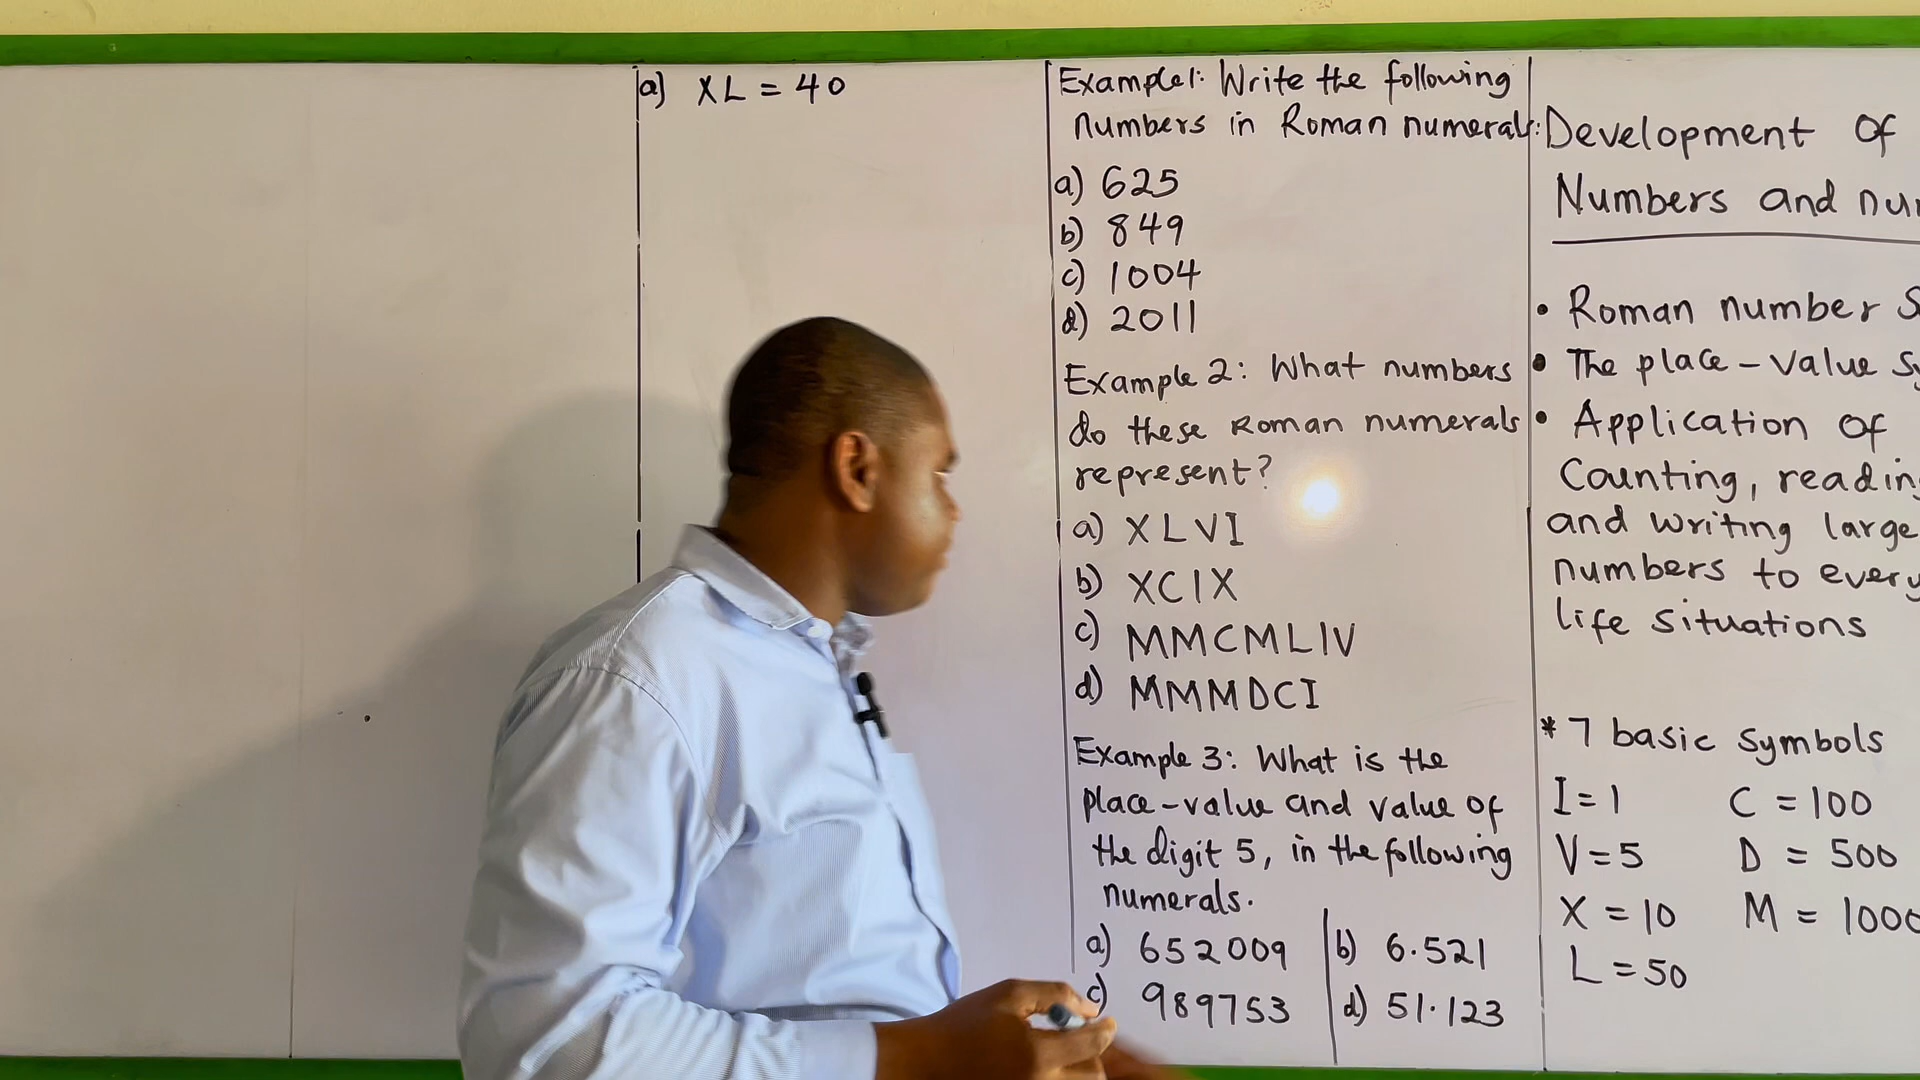 a) XL = 40
Example1: Write the following
numbers in Roman numerals:
a) 625
b) 849
c) 1004
d) 2011
Example 2: What numbers
do these Roman numerals
represent?
a) XLVI
b) XCIX
c) MMCMLIV
d) MMMDCI
Example 3: What is the
place-value and value of
the digit 5, in the following
numerals.
a) 652009
b) 6.521
c) 989753
d) 51.123
Development of
Numbers and
• Roman number
• The place-value
• Application of
Counting,
and writing large
numbers to
life situations
* 7 basic symbols
I = 1
C = 100
V = 5
D = 500
X = 10
M = 1000
L = 50